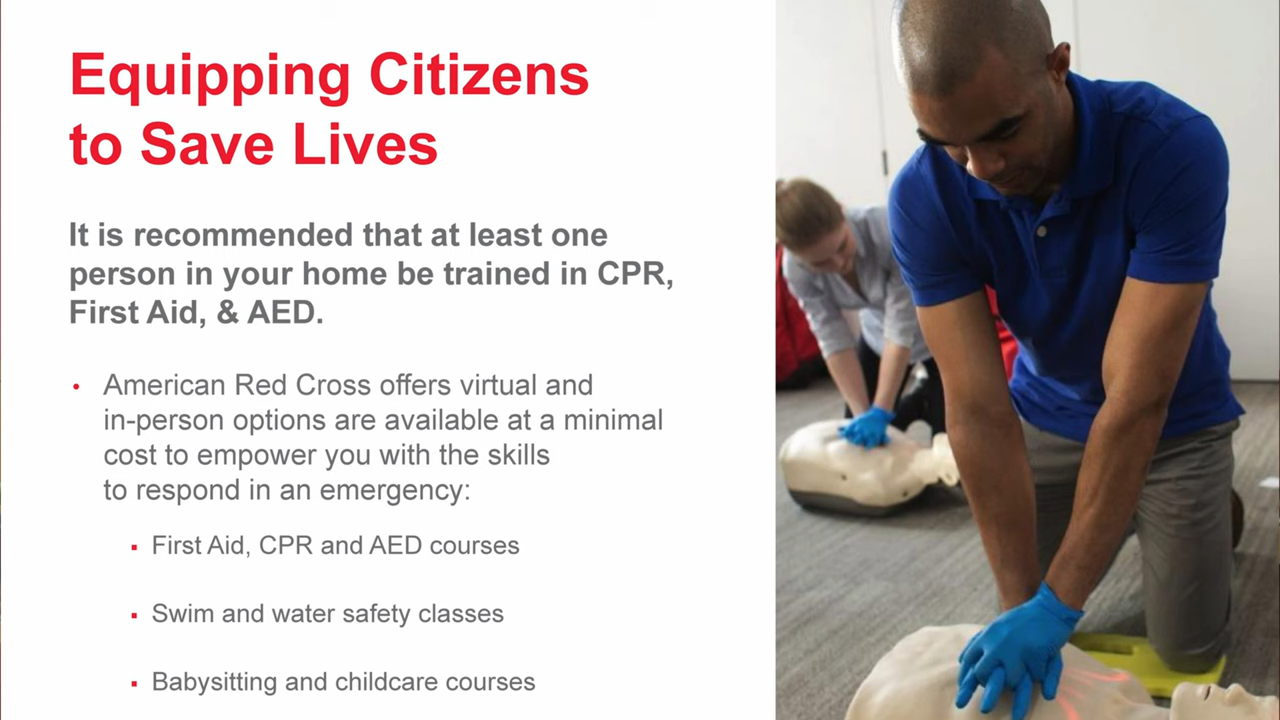 Equipping Citizens
to Save Lives
It is recommended that at least one
person in your home be trained in CPR,
First Aid, & AED.
• American Red Cross offers virtual and
in-person options are available at a minimal
cost to empower you with the skills
to respond in an emergency:
▪ First Aid, CPR and AED courses
▪ Swim and water safety classes
▪ Babysitting and childcare courses